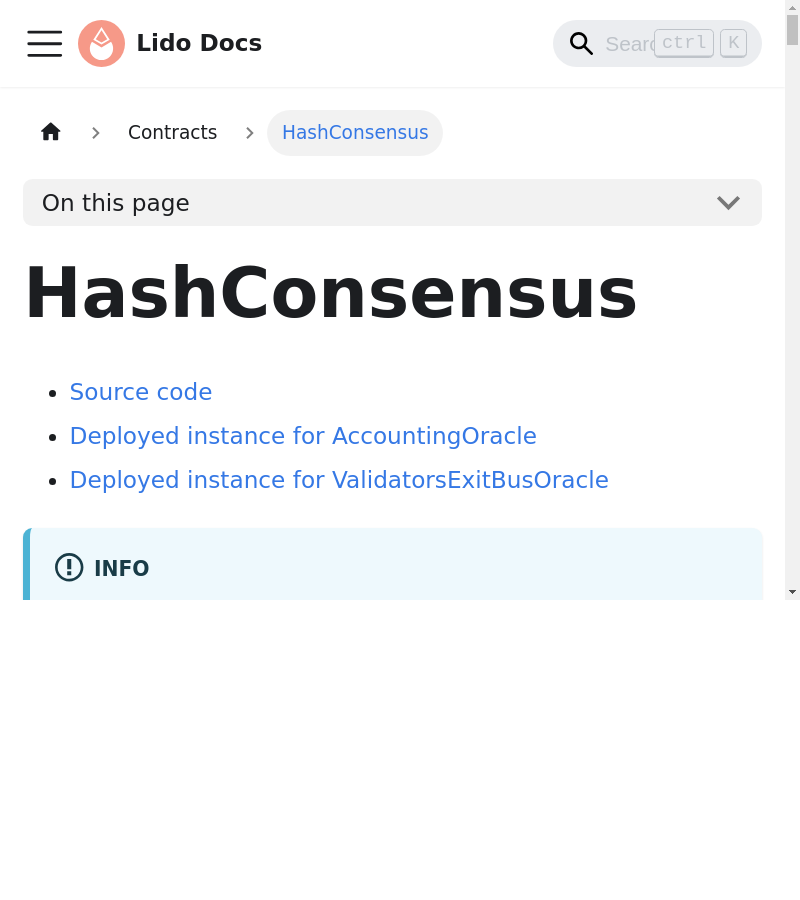 Lido Docs
Search ctrl K
Contracts
HashConsensus
On this page
HashConsensus
Source code
Deployed instance for AccountingOracle
Deployed instance for ValidatorsExitBusOracle
INFO